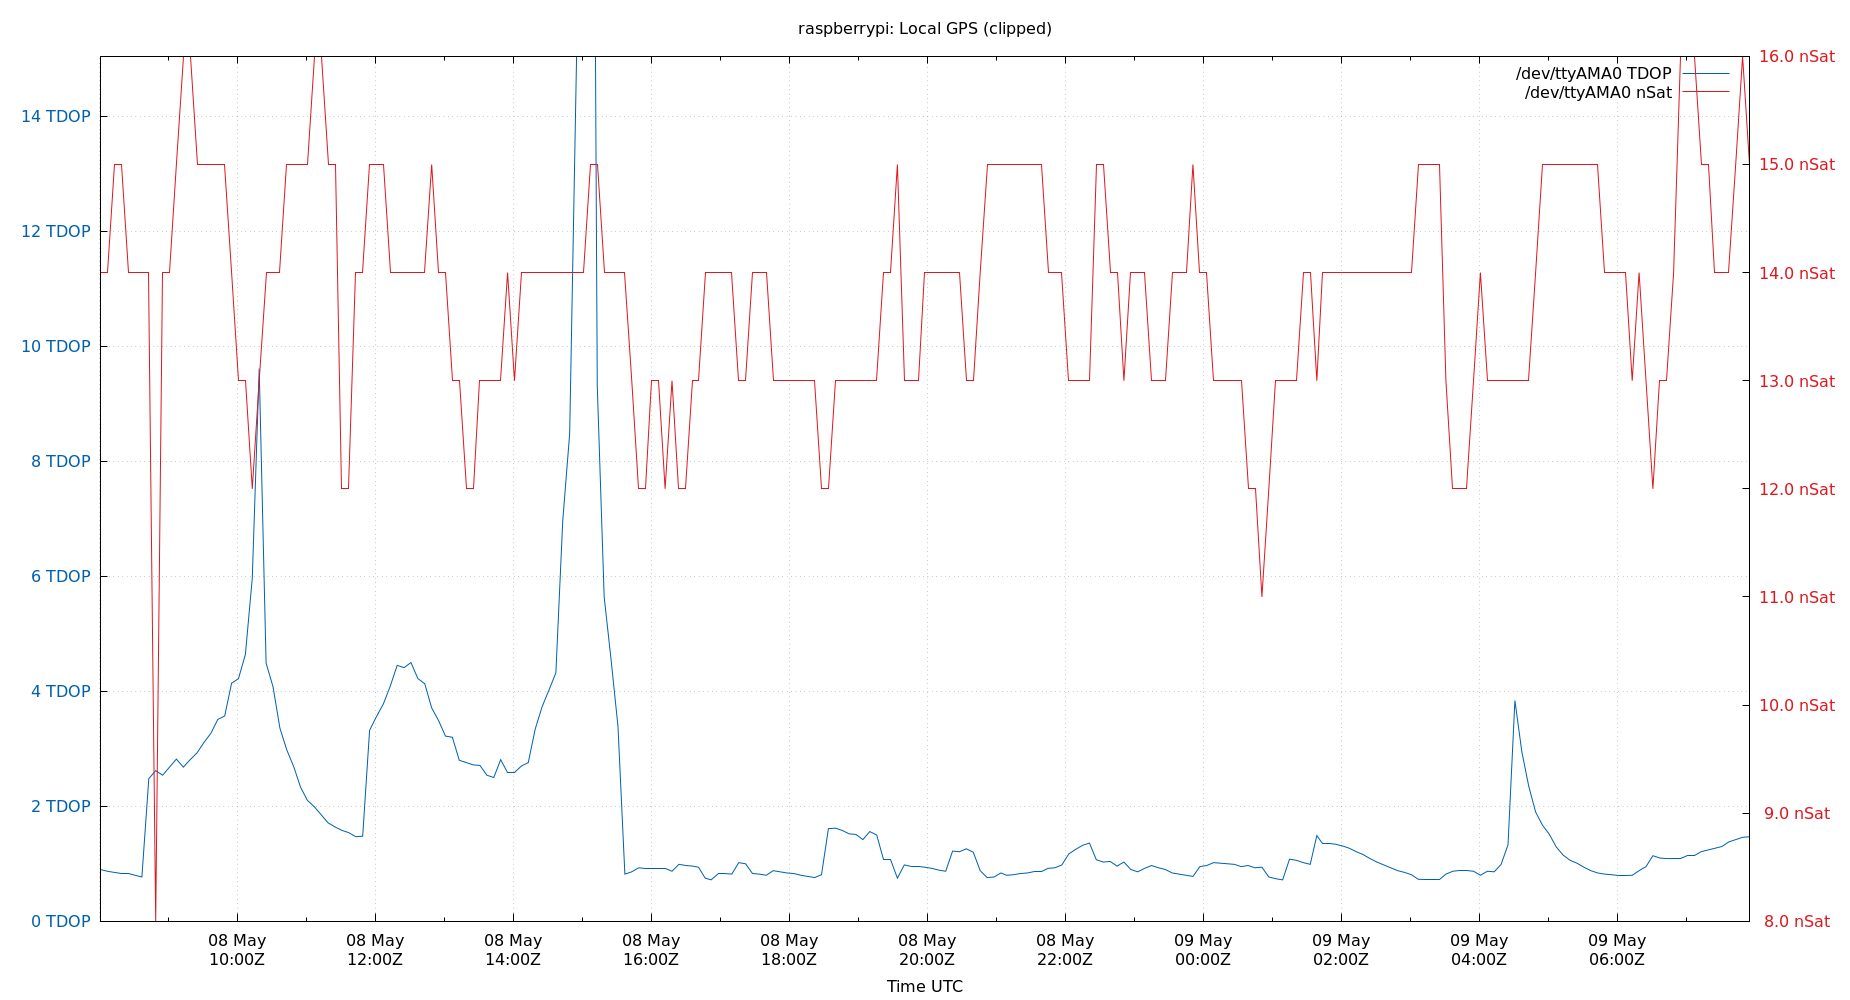 raspberrypi: Local GPS (clipped)
/dev/ttyAMA0 TDOP
/dev/ttyAMA0 nSat
14 TDOP
12 TDOP
10 TDOP
8 TDOP
6 TDOP
4 TDOP
2 TDOP
0 TDOP
16.0 nSat
15.0 nSat
14.0 nSat
13.0 nSat
12.0 nSat
11.0 nSat
10.0 nSat
9.0 nSat
8.0 nSat
08 May
10:00Z
08 May
12:00Z
08 May
14:00Z
08 May
16:00Z
08 May
18:00Z
08 May
20:00Z
08 May
22:00Z
09 May
00:00Z
09 May
02:00Z
09 May
04:00Z
09 May
06:00Z
Time UTC